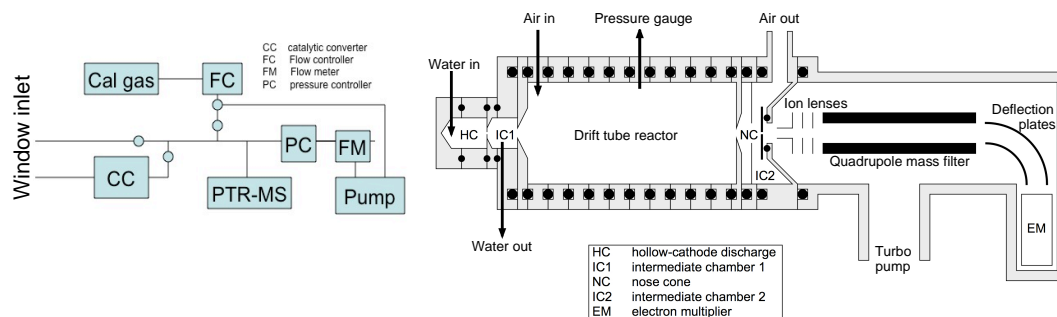 CC catalytic converter
FC Flow controller
FM Flow meter
PC pressure controller
Cal gas
FC
Window inlet
PC
FM
CC
PTR-MS
Pump
Air in
Pressure gauge
Air out
Water in
Ion lenses
Deflection
plates
HC
IC1
Drift tube reactor
NC
Quadrupole mass filter
IC2
EM
Water out
Turbo
pump
HC hollow-cathode discharge
IC1 intermediate chamber 1
NC nose cone
IC2 intermediate chamber 2
EM electron multiplier